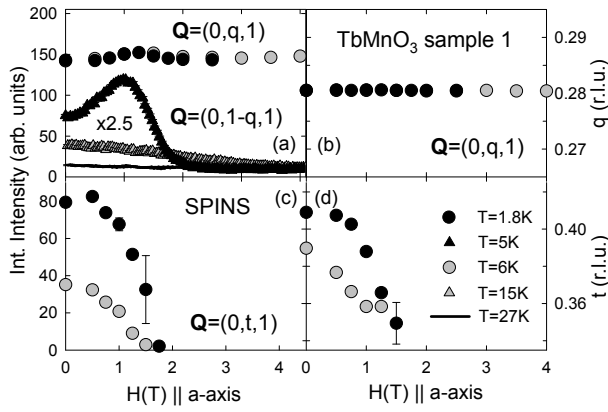 Q=(0,q,1)
TbMnO3 sample 1
200
150
100
50
0
Int. Intensity (arb. units)
x2.5
Q=(0,1-q,1)
(a)
(b)
Q=(0,q,1)
0.29
0.28
0.27
q (r.l.u.)
80
60
40
20
0
(c)
SPINS
Q=(0,t,1)
(d)
T=1.8K
T=5K
T=6K
T=15K
T=27K
0.40
0.36
t (r.l.u.)
0 1 2 3 4
0 1 2 3 4
H(T) || a-axis
H(T) || a-axis